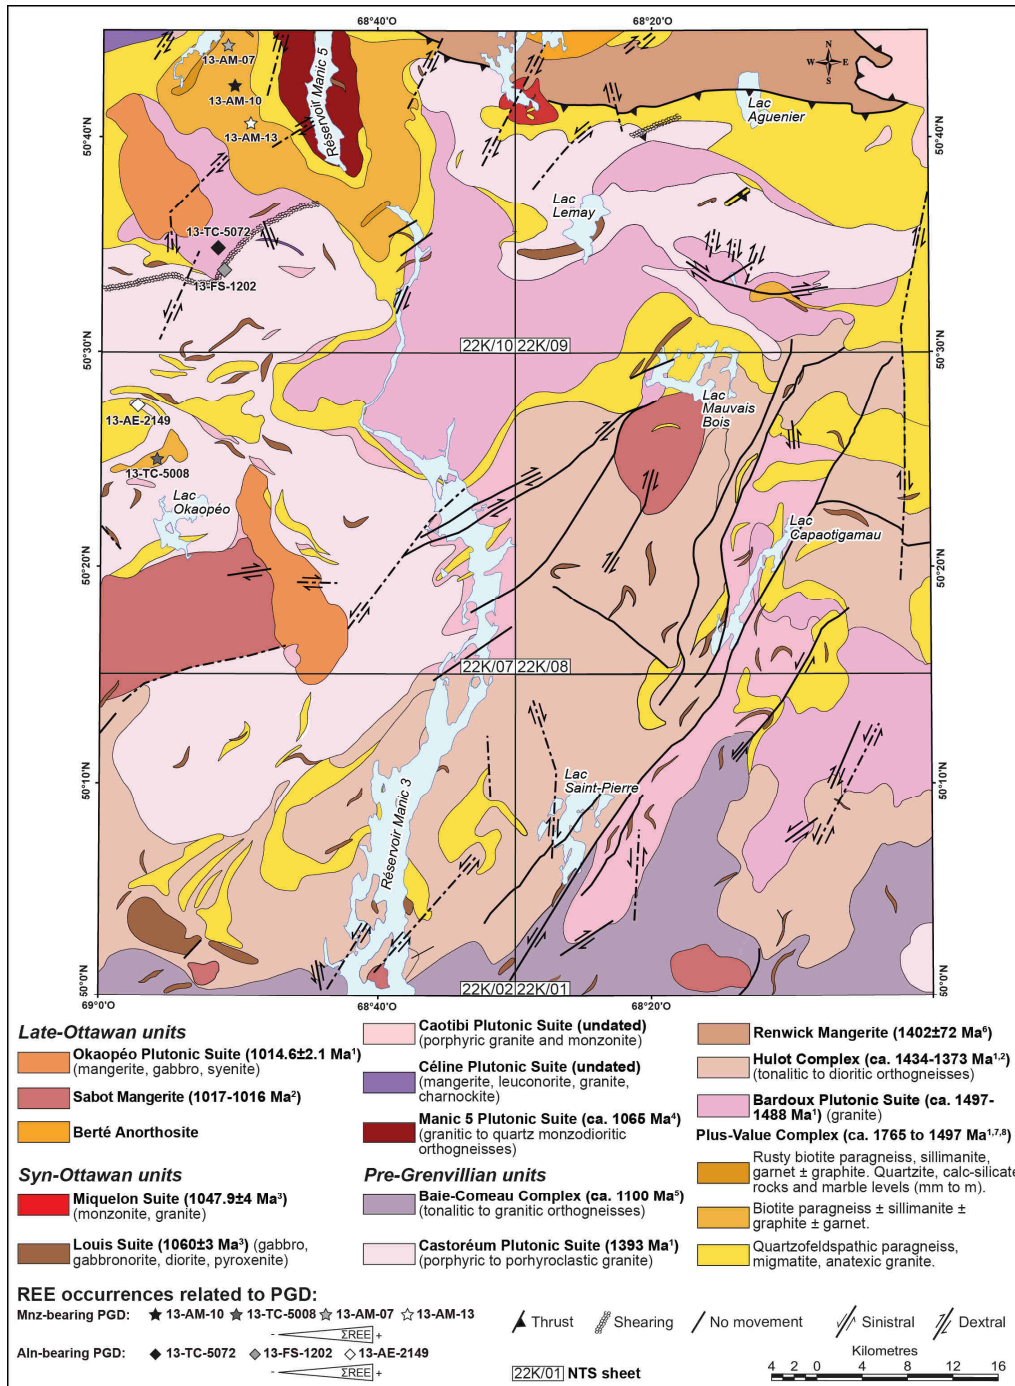 68°40'O
68°20'O
13-AM-07
13-AM-10
13-AM-13
Réservoir Manic 5
N
W E
S
Lac
Aguenier
50°40'N
50°40'N
Lac
Lemay
13-TC-5072
13-FS-1202
50°30'N
22K/10 22K/09
50°30'N
Lac
Mauvais
Bois
13-AE-2149
13-TC-5008
Lac
Okaopéo
Lac
Capaotigamau
50°20'N
50°20'N
22K/07 22K/08
50°10'N
50°10'N
Lac
Saint-Pierre
Réservoir Manic 3
50°0'N
22K/02 22K/01
50°0'N
69°0'O
68°40'O
68°20'O
Late-Ottawan units
Okaopéo Plutonic Suite (1014.6±2.1 Ma¹)
(mangerite, gabbro, syenite)
Sabot Mangerite (1017-1016 Ma²)
Berté Anorthosite
Syn-Ottawan units
Miquelon Suite (1047.9±4 Ma³)
(monzonite, granite)
Louis Suite (1060±3 Ma³) (gabbro,
gabbronorite, diorite, pyroxenite)
Caotibi Plutonic Suite (undated)
(porphyric granite and monzonite)
Céline Plutonic Suite (undated)
(mangerite, leuconorite, granite,
charnockite)
Manic 5 Plutonic Suite (ca. 1065 Ma⁴)
(granitic to quartz monzodioritic
orthogneisses)
Pre-Grenvillian units
Baie-Comeau Complex (ca. 1100 Ma⁵)
(tonalitic to granitic orthogneisses)
Castoréum Plutonic Suite (1393 Ma¹)
(porphyric to porhyroclastic granite)
Renwick Mangerite (1402±72 Ma⁶)
Hulot Complex (ca. 1434-1373 Ma¹,²)
(tonalitic to dioritic orthogneisses)
Bardoux Plutonic Suite (ca. 1497-
1488 Ma¹) (granite)
Plus-Value Complex (ca. 1765 to 1497 Ma¹,⁷,⁸)
Rusty biotite paragneiss, sillimanite,
garnet ± graphite. Quartzite, calc-silicate
rocks and marble levels (mm to m).
Biotite paragneiss ± sillimanite ±
graphite ± garnet.
Quartzofeldspathic paragneiss,
migmatite, anatexic granite.
REE occurrences related to PGD:
Mnz-bearing PGD: 13-AM-10 13-TC-5008 13-AM-07 13-AM-13
- ΣREE +
Aln-bearing PGD: 13-TC-5072 13-FS-1202 13-AE-2149
- ΣREE +
Thrust Shearing No movement Sinistral Dextral
22K/01 NTS sheet
Kilometres
4 2 0 4 8 12 16